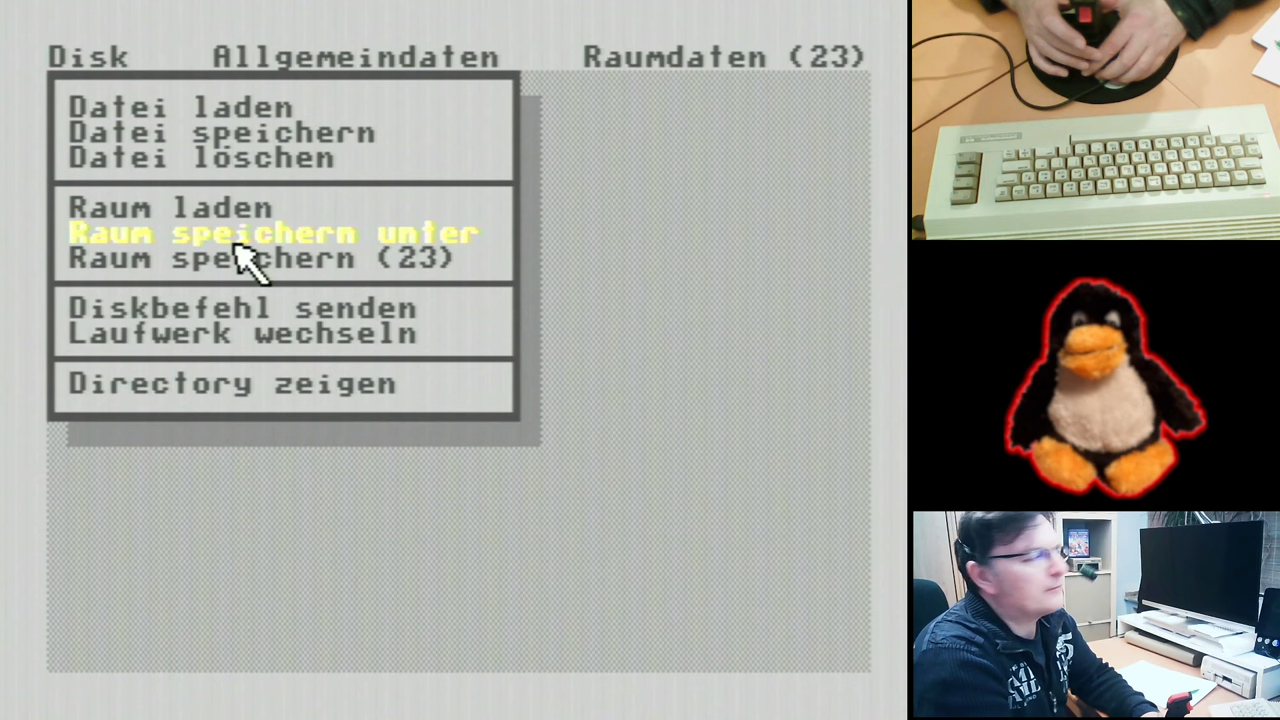 Disk Allgemeindaten Raumdaten (23)
Datei laden
Datei speichern
Datei löschen
Raum laden
Raum speichern unter
Raum speichern (23)
Diskbefehl senden
Laufwerk wechseln
Directory zeigen